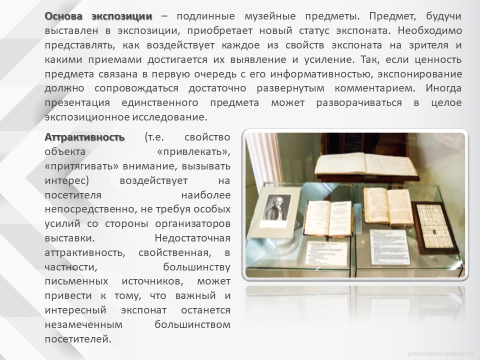 Основа экспозиции – подлинные музейные предметы. Предмет, будучи
выставлен в экспозиции, приобретает новый статус экспоната. Необходимо
представлять, как воздействует каждое из свойств экспоната на зрителя и
какими приемами достигается их выявление и усиление. Так, если ценность
предмета связана в первую очередь с его информативностью, экспонирование
должно сопровождаться достаточно развернутым комментарием. Иногда
презентация единственного предмета может разворачиваться в целое
экспозиционное исследование.
Аттрактивность (т.е. свойство
объекта «привлекать»,
«притягивать» внимание, вызывать
интерес) воздействует на
посетителя наиболее
непосредственно, не требуя особых
усилий со стороны организаторов
выставки. Недостаточная
аттрактивность, свойственная, в
частности, большинству
письменных источников, может
привести к тому, что важный и
интересный экспонат останется
незамеченным большинством
посетителей.